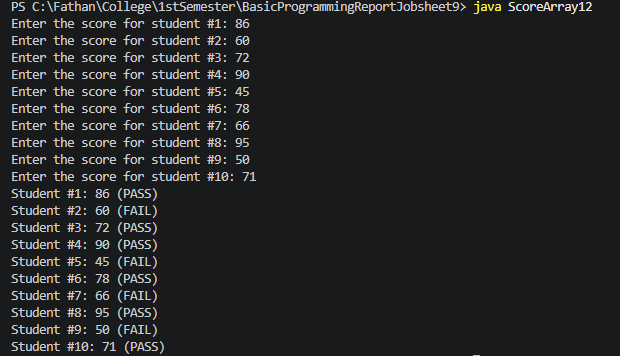 PS C:\Fathan\College\1stSemester\BasicProgrammingReportJobsheet9> java ScoreArray12
Enter the score for student #1: 86
Enter the score for student #2: 60
Enter the score for student #3: 72
Enter the score for student #4: 90
Enter the score for student #5: 45
Enter the score for student #6: 78
Enter the score for student #7: 66
Enter the score for student #8: 95
Enter the score for student #9: 50
Enter the score for student #10: 71
Student #1: 86 (PASS)
Student #2: 60 (FAIL)
Student #3: 72 (PASS)
Student #4: 90 (PASS)
Student #5: 45 (FAIL)
Student #6: 78 (PASS)
Student #7: 66 (FAIL)
Student #8: 95 (PASS)
Student #9: 50 (FAIL)
Student #10: 71 (PASS)